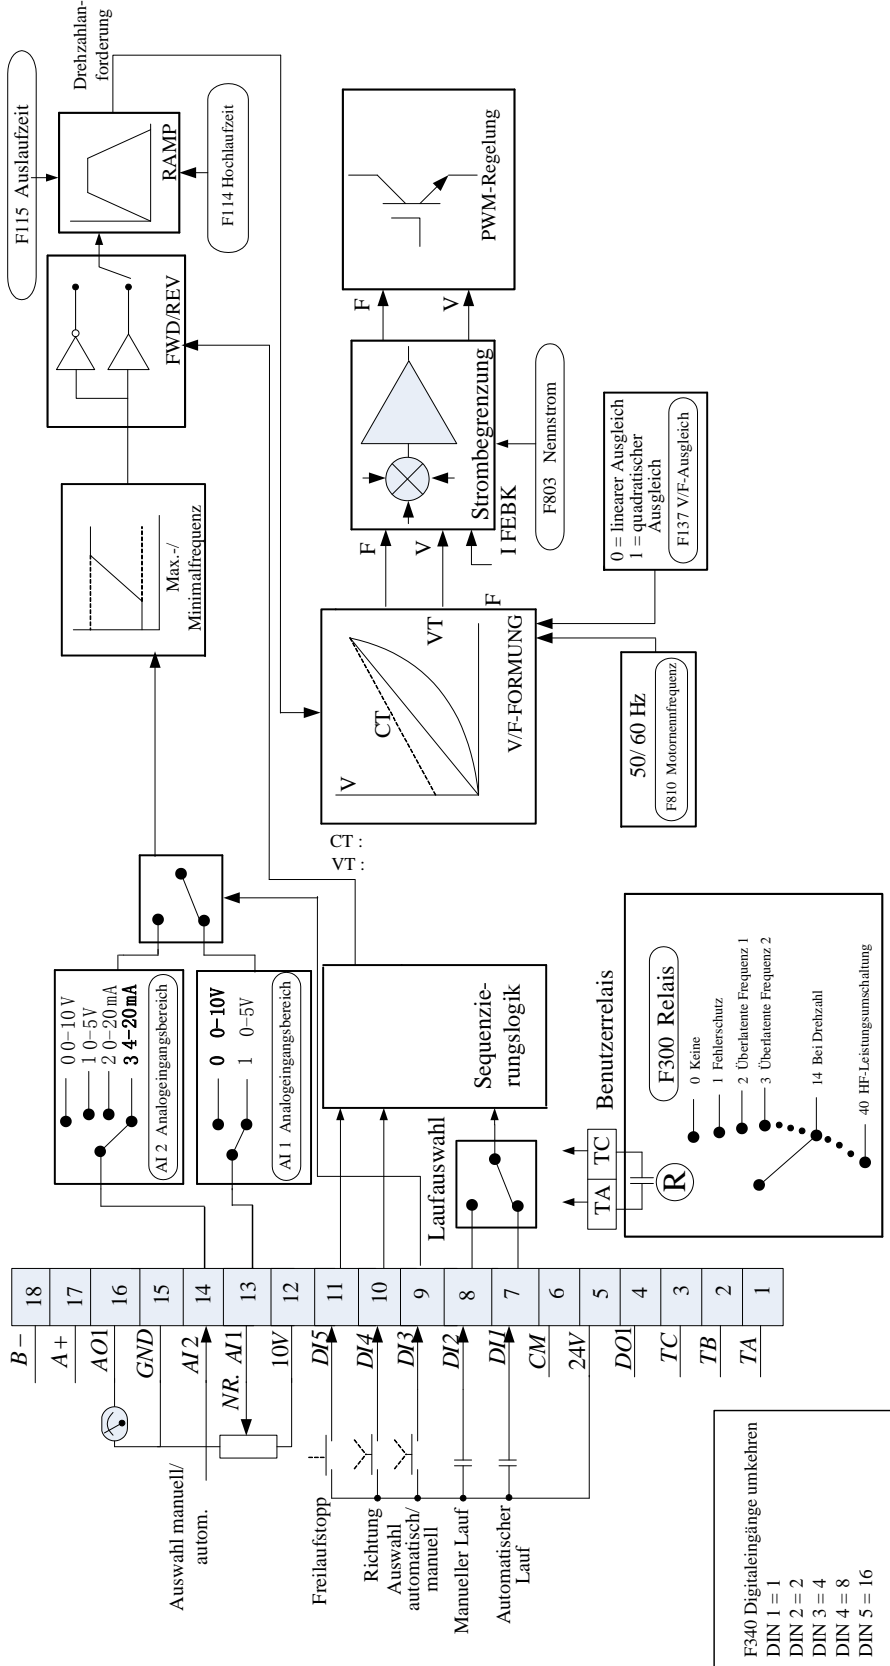 B−
A+
AO1
GND
AI2
NR. AI1
10V
DI5
DI4
DI3
DI2
DI1
CM
24V
DO1
TC
TB
TA
18
17
16
15
14
13
12
11
10
9
8
7
6
5
4
3
2
1
Auswahl manuell/
autom.
Freilaufstopp
Richtung
Auswahl
automatisch/
manuell
Manueller Lauf
Automatischer
Lauf
F340 Digitaleingänge umkehren
DIN 1 = 1
DIN 2 = 2
DIN 3 = 4
DIN 4 = 8
DIN 5 = 16
0 0-10V
1 0-5V
2 0-20mA
3 4-20mA
AI 2 Analogeingangsbereich
0 0-10V
1 0-5V
AI 1 Analogeingangsbereich
Laufauswahl
Sequenzie-
rungslogik
Max.-/
Minimalfrequenz
FWD/REV
F115 Auslaufzeit
RAMP
F114 Hochlaufzeit
Drehzahlan-
forderung
CT :
VT :
V
CT
VT
F
V/F-FORMUNG
50/ 60 Hz
F810 Motornennfrequenz
0 = linearer Ausgleich
1 = quadratischer
Ausgleich
F137 V/F-Ausgleich
F
V
I FEBK
Strombegrenzung
F803 Nennstrom
F
V
PWM-Regelung
Benutzerrelais
TA
TC
R
F300 Relais
0 Keine
1 Fehlerschutz
2 Überlatente Frequenz 1
3 Überlatente Frequenz 2
14 Bei Drehzahl
40 HF-Leistungsumschaltung